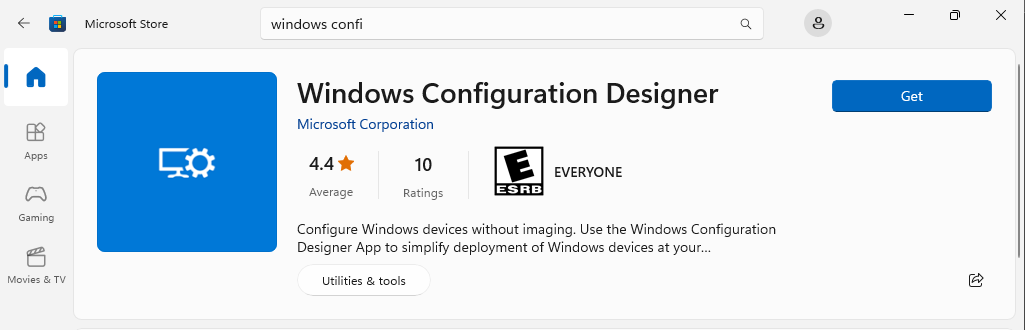 Microsoft Store
windows confi
Apps
Gaming
Movies & TV
Windows Configuration Designer
Microsoft Corporation
Get
4.4
Average
10
Ratings
E
ESRB
EVERYONE
Configure Windows devices without imaging. Use the Windows Configuration
Designer App to simplify deployment of Windows devices at your...
Utilities & tools